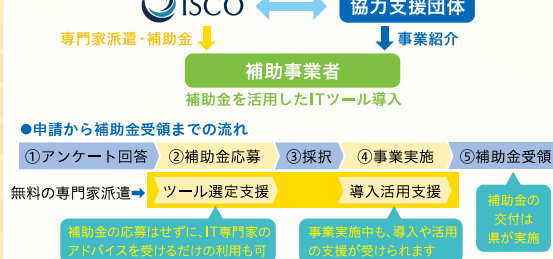 ISCO
協力支援団体
専門家派遣・補助金
事業紹介
補助事業者
補助金を活用したITツール導入
●申請から補助金受領までの流れ
①アンケート回答 ②補助金応募 ③採択 ④事業実施 ⑤補助金受領
無料の専門家派遣➡ ツール選定支援 導入活用支援
補助金の応募はせずに、IT専門家の
アドバイスを受けるだけの利用も可
事業実施中も、導入や活用
の支援が受けられます
補助金の
交付は
県が実施